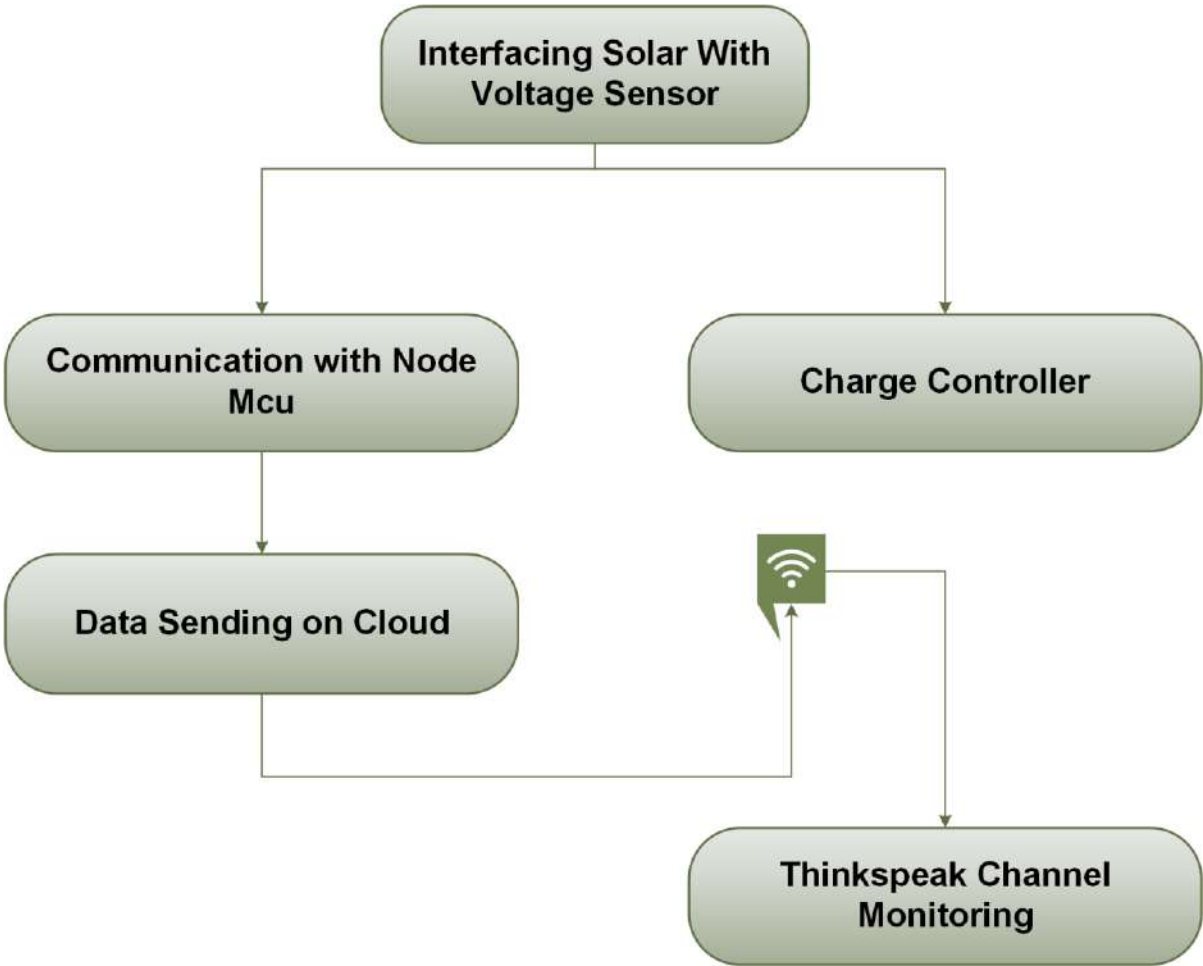 Interfacing Solar With
Voltage Sensor
Communication with Node
Mcu
Charge Controller
Data Sending on Cloud
Thinkspeak Channel
Monitoring